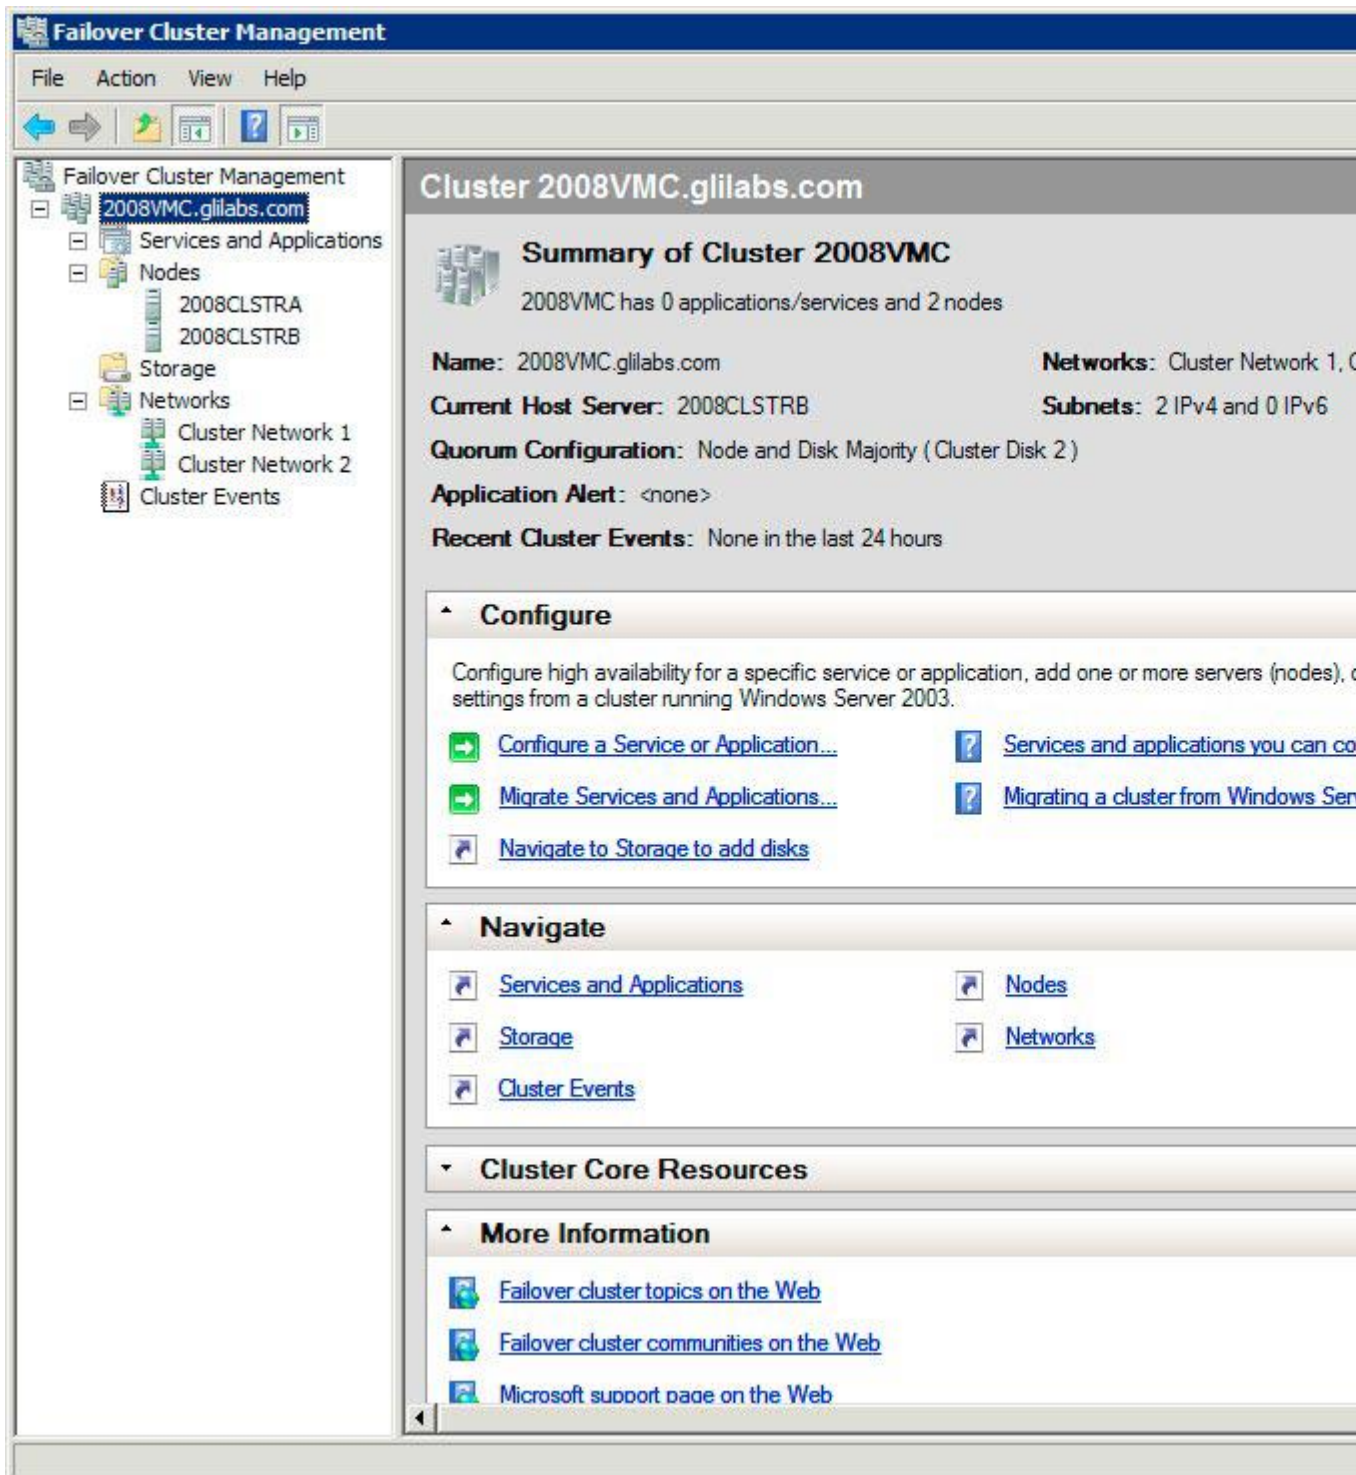 Failover Cluster Management
File Action View Help
Failover Cluster Management
2008VMC.glilabs.com
Services and Applications
Nodes
2008CLSTRA
2008CLSTRB
Storage
Networks
Cluster Network 1
Cluster Network 2
Cluster Events
Cluster 2008VMC.glilabs.com
Summary of Cluster 2008VMC
2008VMC has 0 applications/services and 2 nodes
Name: 2008VMC.glilabs.com Networks: Cluster Network 1,
Current Host Server: 2008CLSTRB Subnets: 2 IPv4 and 0 IPv6
Quorum Configuration: Node and Disk Majority ( Cluster Disk 2 )
Application Alert: <none>
Recent Cluster Events: None in the last 24 hours
Configure
Configure high availability for a specific service or application, add one or more servers (nodes),
settings from a cluster running Windows Server 2003.
Configure a Service or Application... Services and applications you can
Migrate Services and Applications... Migrating a cluster from Windows
Navigate to Storage to add disks
Navigate
Services and Applications Nodes
Storage Networks
Cluster Events
Cluster Core Resources
More Information
Failover cluster topics on the Web
Failover cluster communities on the Web
Microsoft support page on the Web